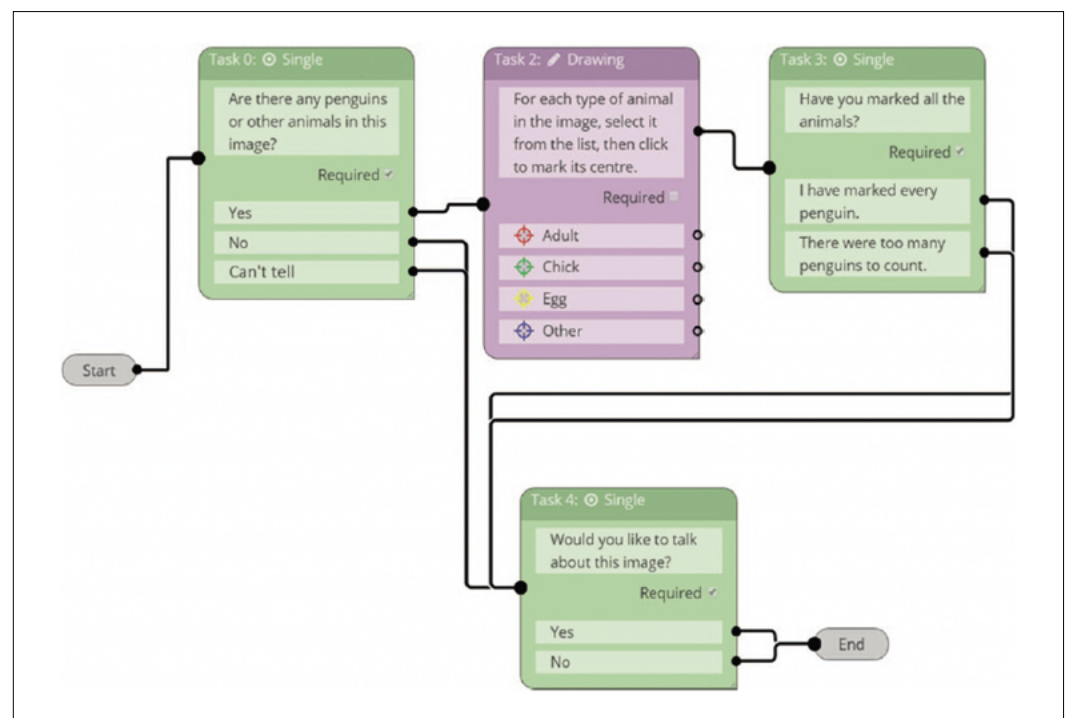 Task 0: Single
Are there any penguins
or other animals in this
image?
Required
Yes
No
Can't tell
Task 2: Drawing
For each type of animal
in the image, select it
from the list, then click
to mark its centre.
Required
Adult
Chick
Egg
Other
Task 3: Single
Have you marked all the
animals?
Required
I have marked every
penguin.
There were too many
penguins to count.
Start
Task 4: Single
Would you like to talk
about this image?
Required
Yes
No
End